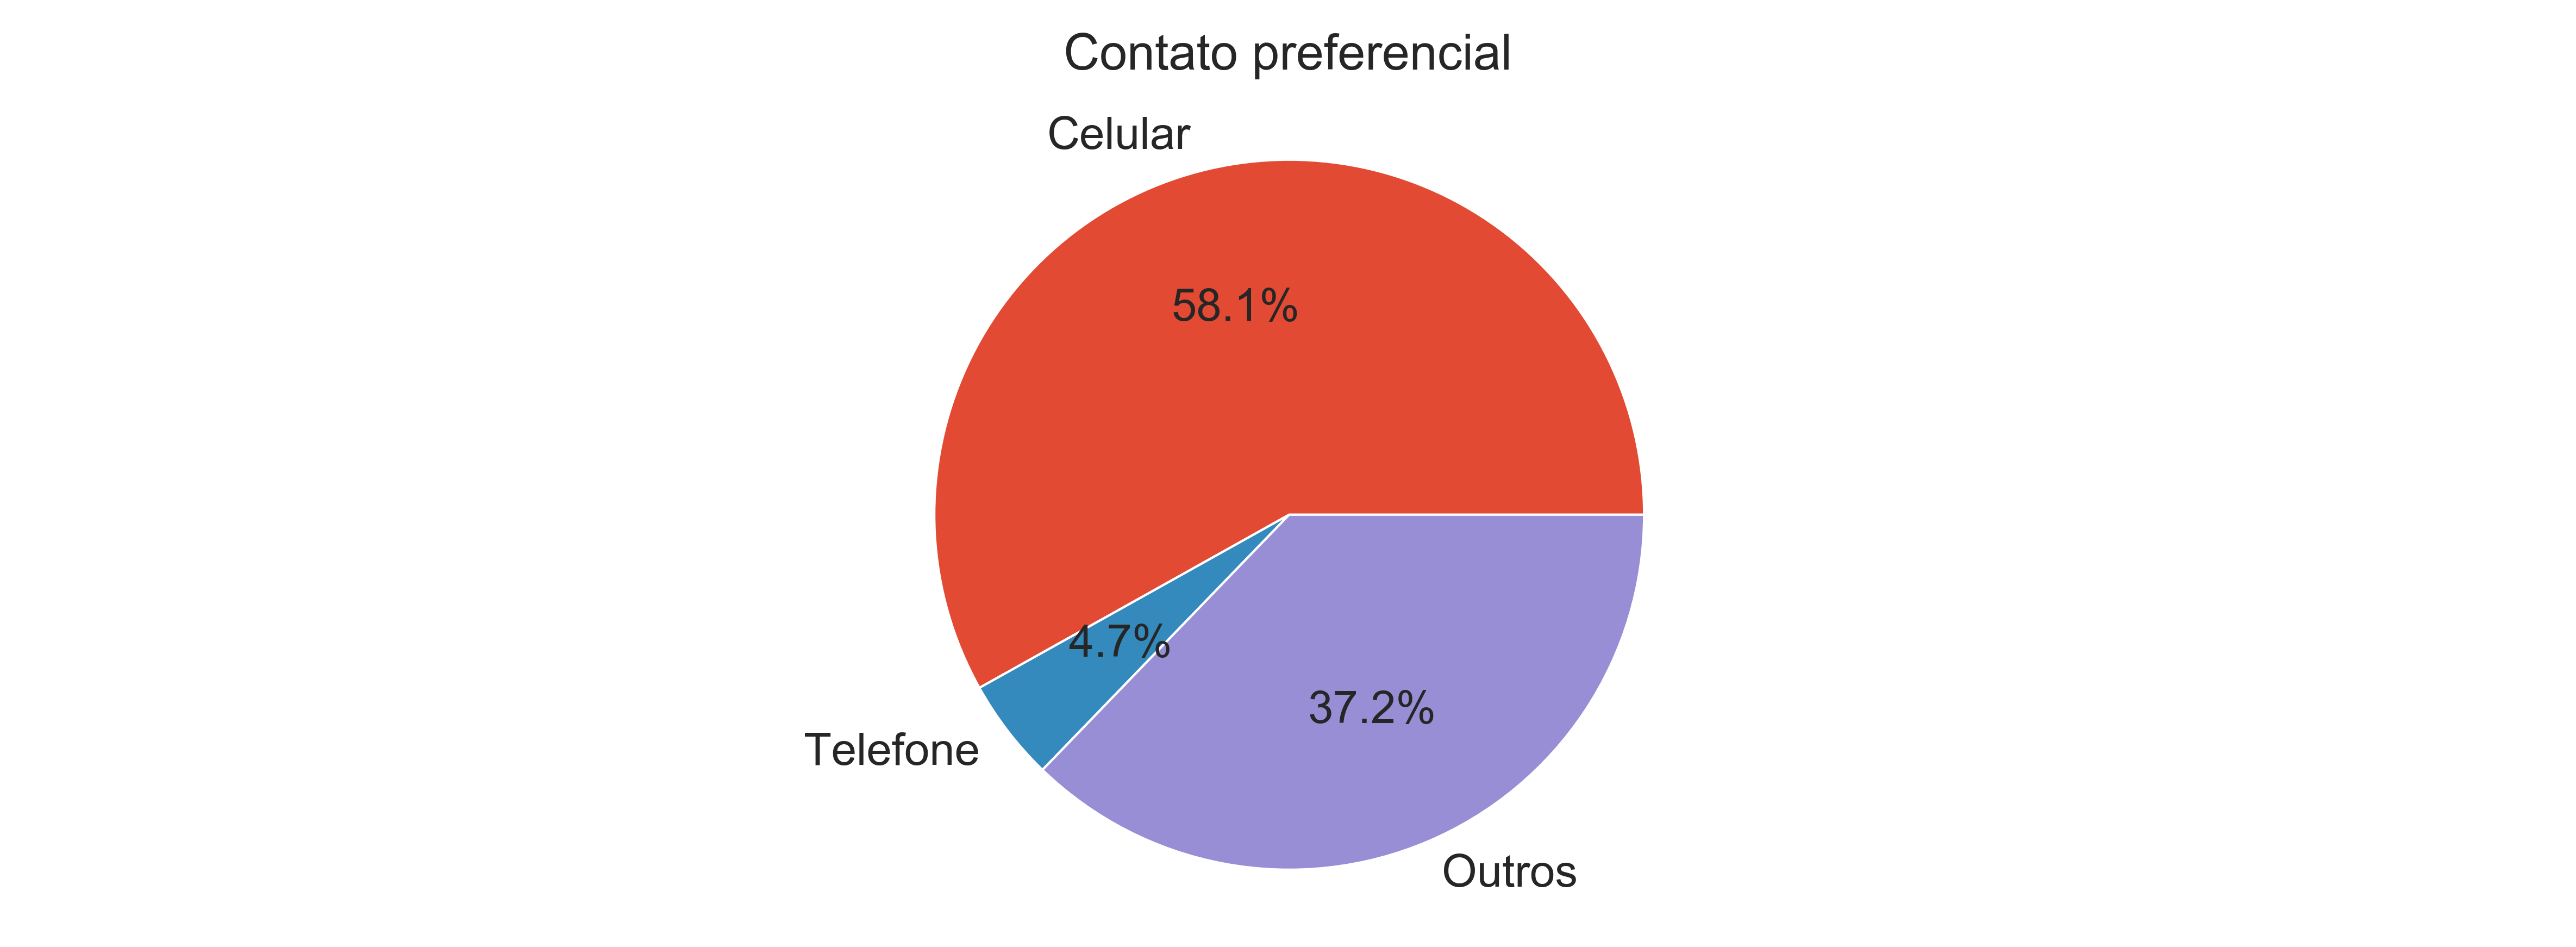 Contato preferencial
Celular
58.1%
4.7%
37.2%
Telefone
Outros